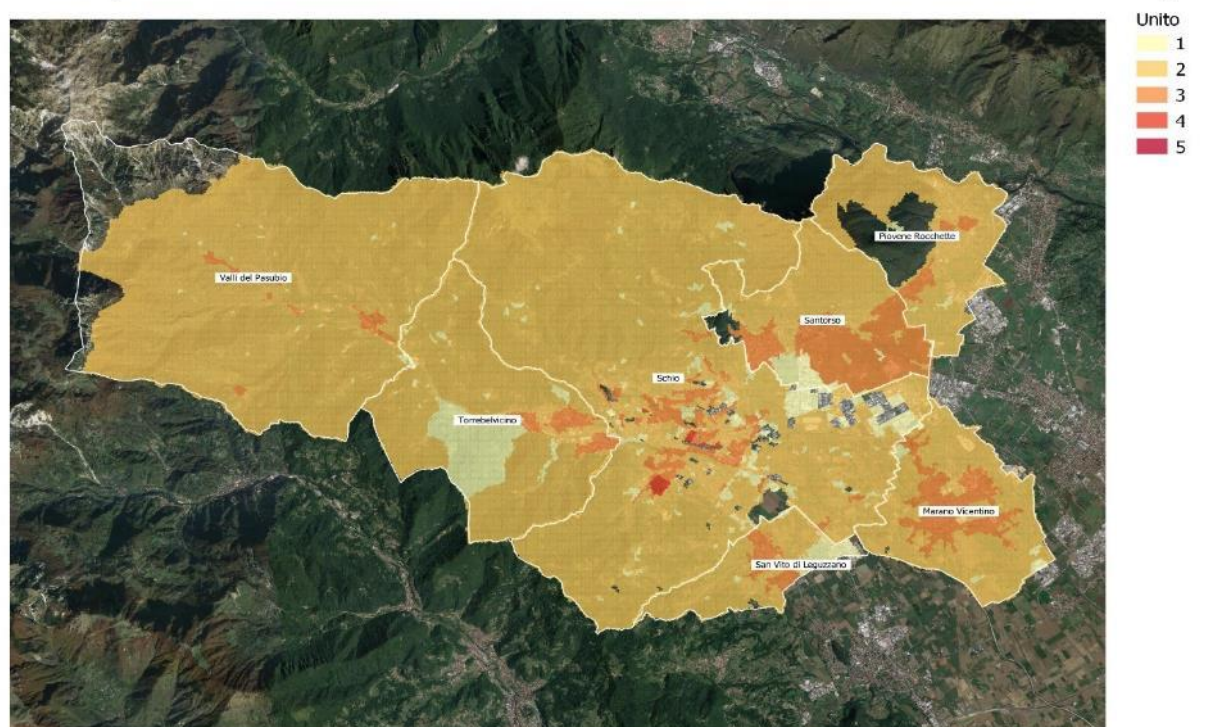 Unito
1
2
3
4
5
Piovene Rocchette
Valli del Pasubio
Santorso
Schio
Torrebelvicino
Marano Vicentino
San Vito di Leguzzano